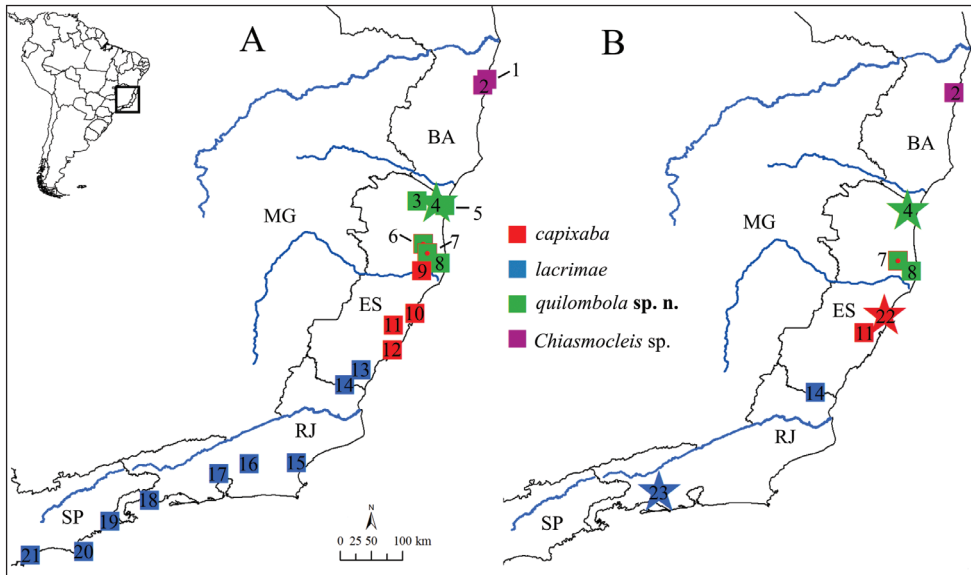 A
B
1
2
BA
3
4
5
MG
6
7
8
9
ES
10
11
12
13
14
RJ
15
16
17
18
SP
19
20
21
N
0 25 50 100 km
capixaba
lacrimae
quilombola sp. n.
Chiasmocleis sp.
2
BA
4
MG
7
8
ES
22
11
14
RJ
23
SP